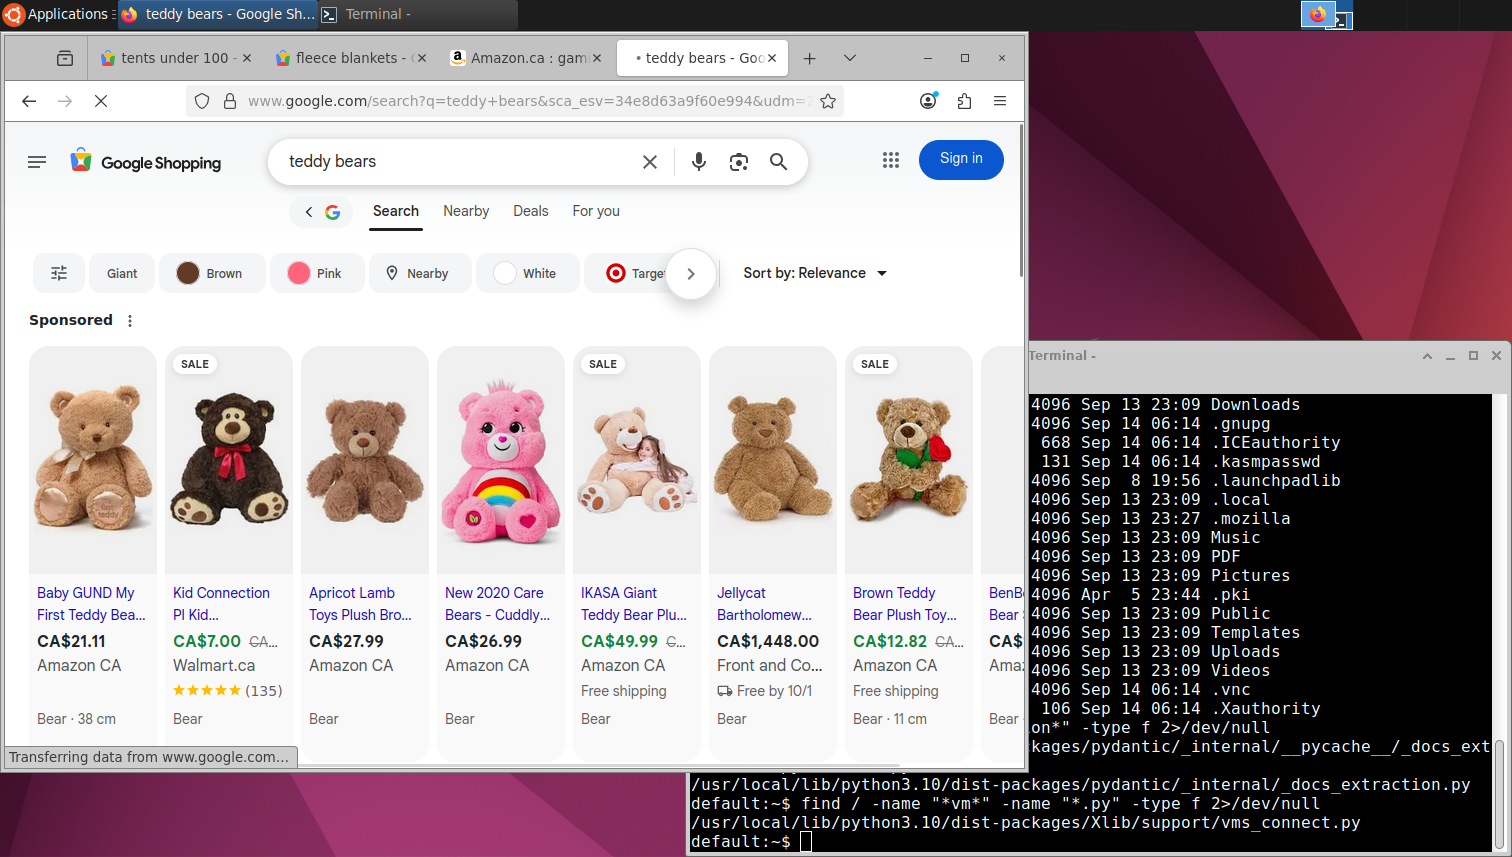 Applications
teddy bears - Google Sh...
Terminal -
tents under 100 -
fleece blankets -
Amazon.ca : gam
teddy bears - Goo
www.google.com/search?q=teddy+bears&sca_esv=34e8d63a9f60e994&udm=2
Google Shopping
teddy bears
Sign in
Search
Nearby
Deals
For you
Giant
Brown
Pink
Nearby
White
Target
Sort by: Relevance
Sponsored
SALE
SALE
SALE
Baby GUND My
First Teddy Bea...
CA$21.11
Amazon CA
Bear · 38 cm
Kid Connection
Pl Kid...
CA$7.00 CA...
Walmart.ca
★★★★★ (135)
Bear
Apricot Lamb
Toys Plush Bro...
CA$27.99
Amazon CA
Bear
New 2020 Care
Bears - Cuddly...
CA$26.99
Amazon CA
Bear
IKASA Giant
Teddy Bear Plu...
CA$49.99 C...
Amazon CA
Free shipping
Bear
Jellycat
Bartholomew...
CA$1,448.00
Front and Co...
Free by 10/1
Bear
Brown Teddy
Bear Plush Toy...
CA$12.82 CA...
Amazon CA
Free shipping
Bear · 11 cm
BenB
Bear
CA$
Ama
Bear
Transferring data from www.google.com...
Terminal -
4096 Sep 13 23:09 Downloads
4096 Sep 13 23:09 .gnupg
668 Sep 14 06:14 .ICEauthority
131 Sep 14 06:14 .kasmpasswd
4096 Sep  8 19:56 .launchpadlib
4096 Sep 13 23:09 .local
4096 Sep 13 23:27 .mozilla
4096 Sep 13 23:09 Music
4096 Sep 13 23:09 PDF
4096 Sep 13 23:09 Pictures
4096 Apr  5 23:44 .pki
4096 Sep 13 23:09 Public
4096 Sep 13 23:09 Templates
4096 Sep 13 23:09 Uploads
4096 Sep 13 23:09 Videos
4096 Sep 14 06:14 .vnc
106 Sep 14 06:14 .Xauthority
on*" -type f 2>/dev/null
kages/pydantic/_internal/__pycache__/_docs_ext
/usr/local/lib/python3.10/dist-packages/pydantic/_internal/_docs_extraction.py
default:~$ find / -name "*vm*" -name "*.py" -type f 2>/dev/null
/usr/local/lib/python3.10/dist-packages/Xlib/support/vms_connect.py
default:~$